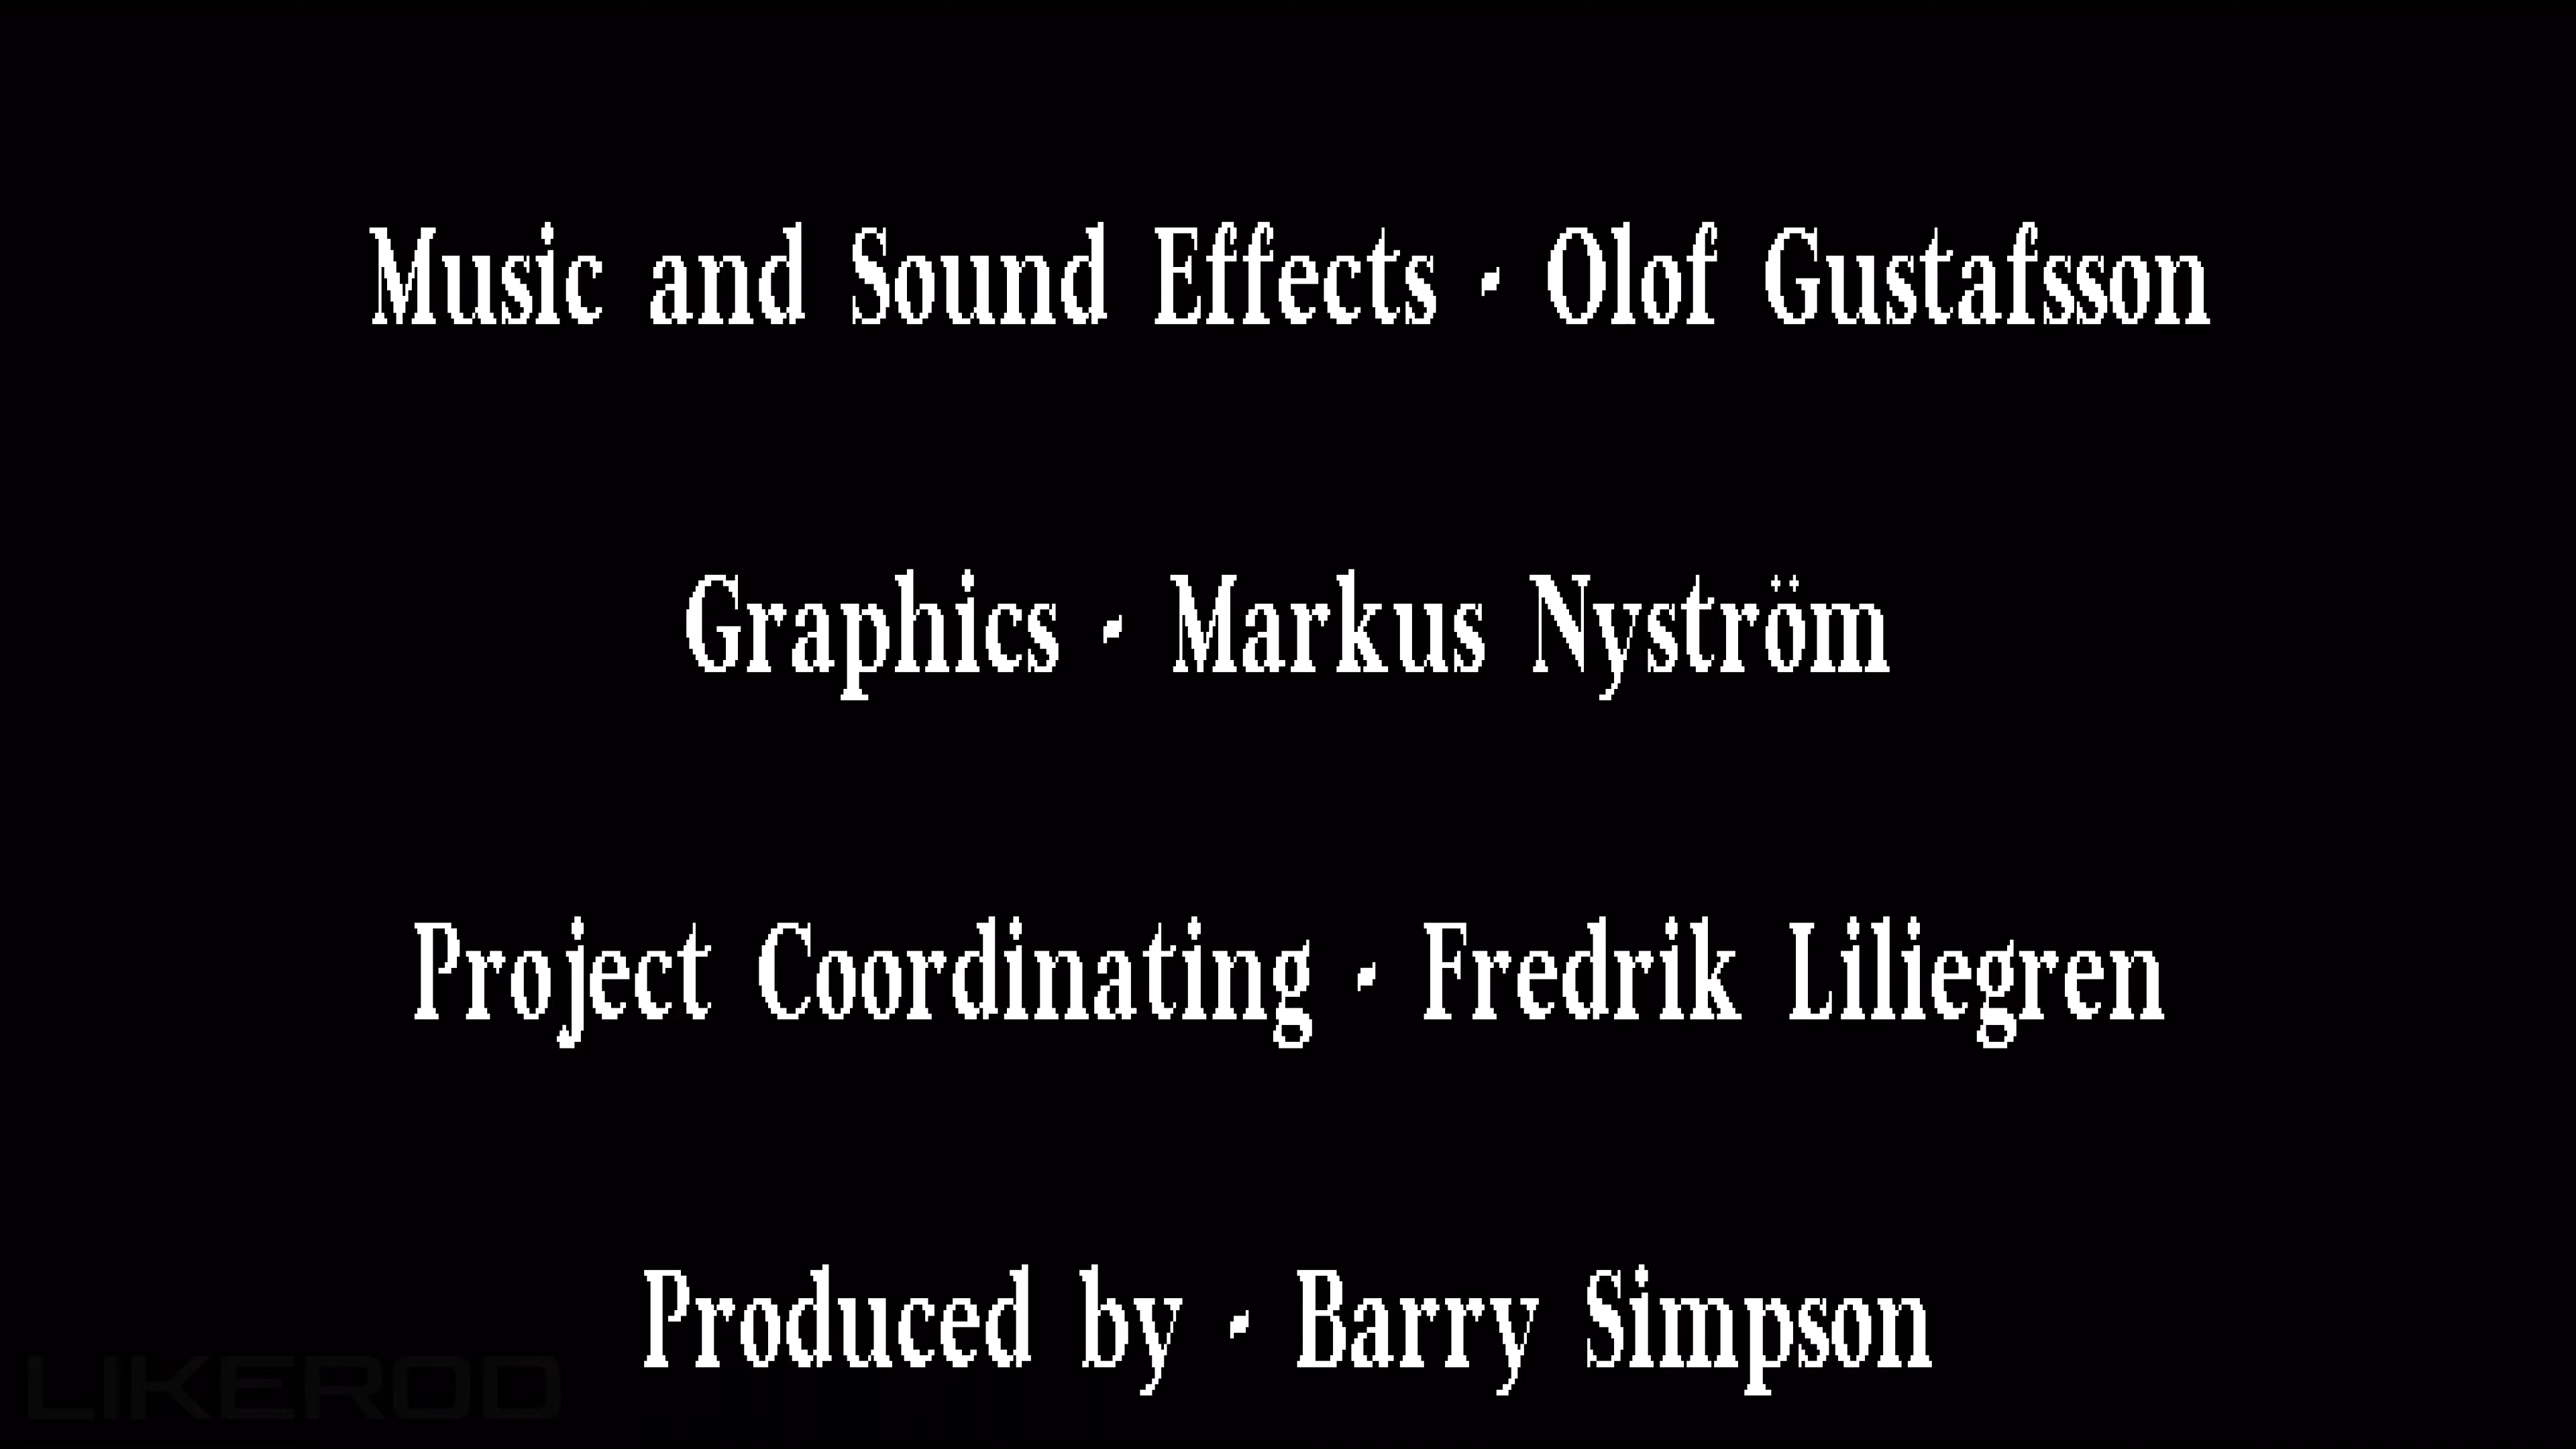 Music and Sound Effects - Olof Gustafsson
Graphics - Markus Nyström
Project Coordinating - Fredrik Liliegren
Produced by - Barry Simpson
LIKEROD